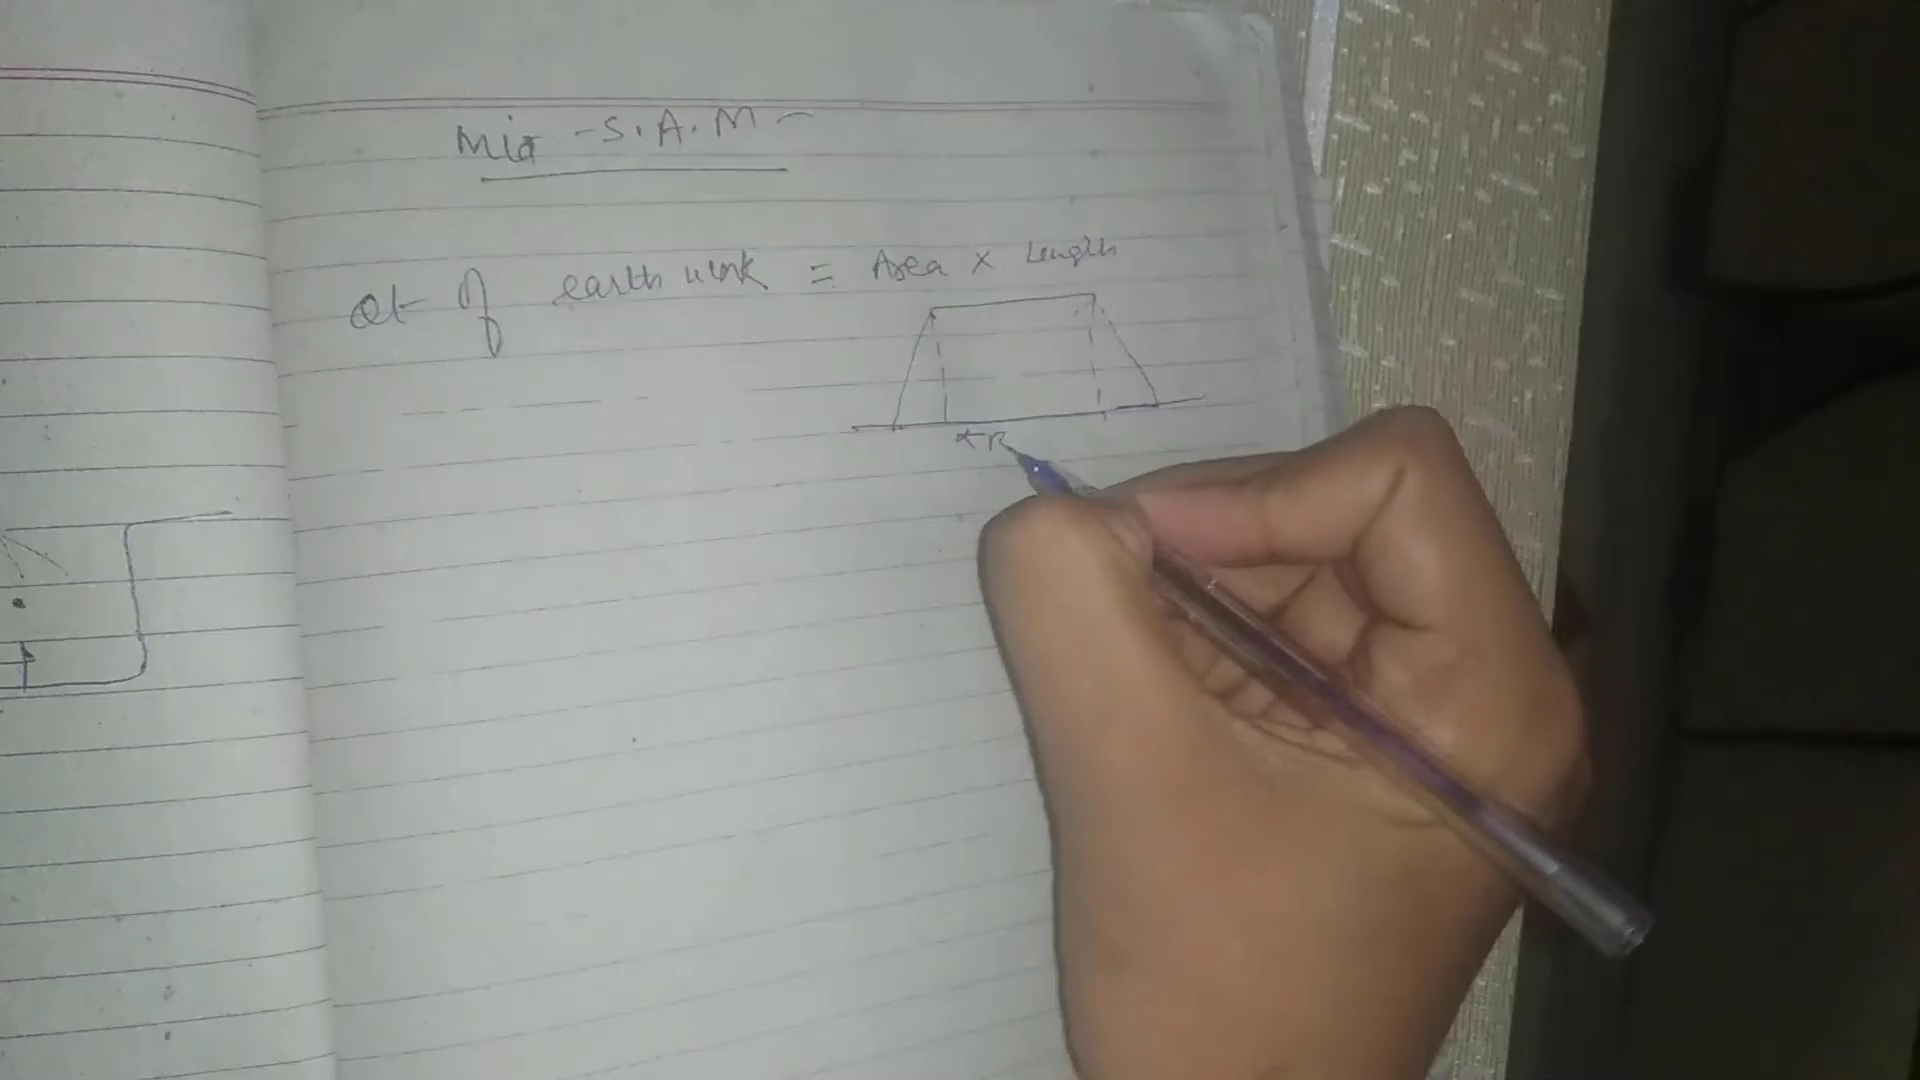 Mid - S.A.M -
Qt of earth work = Area x Length
B